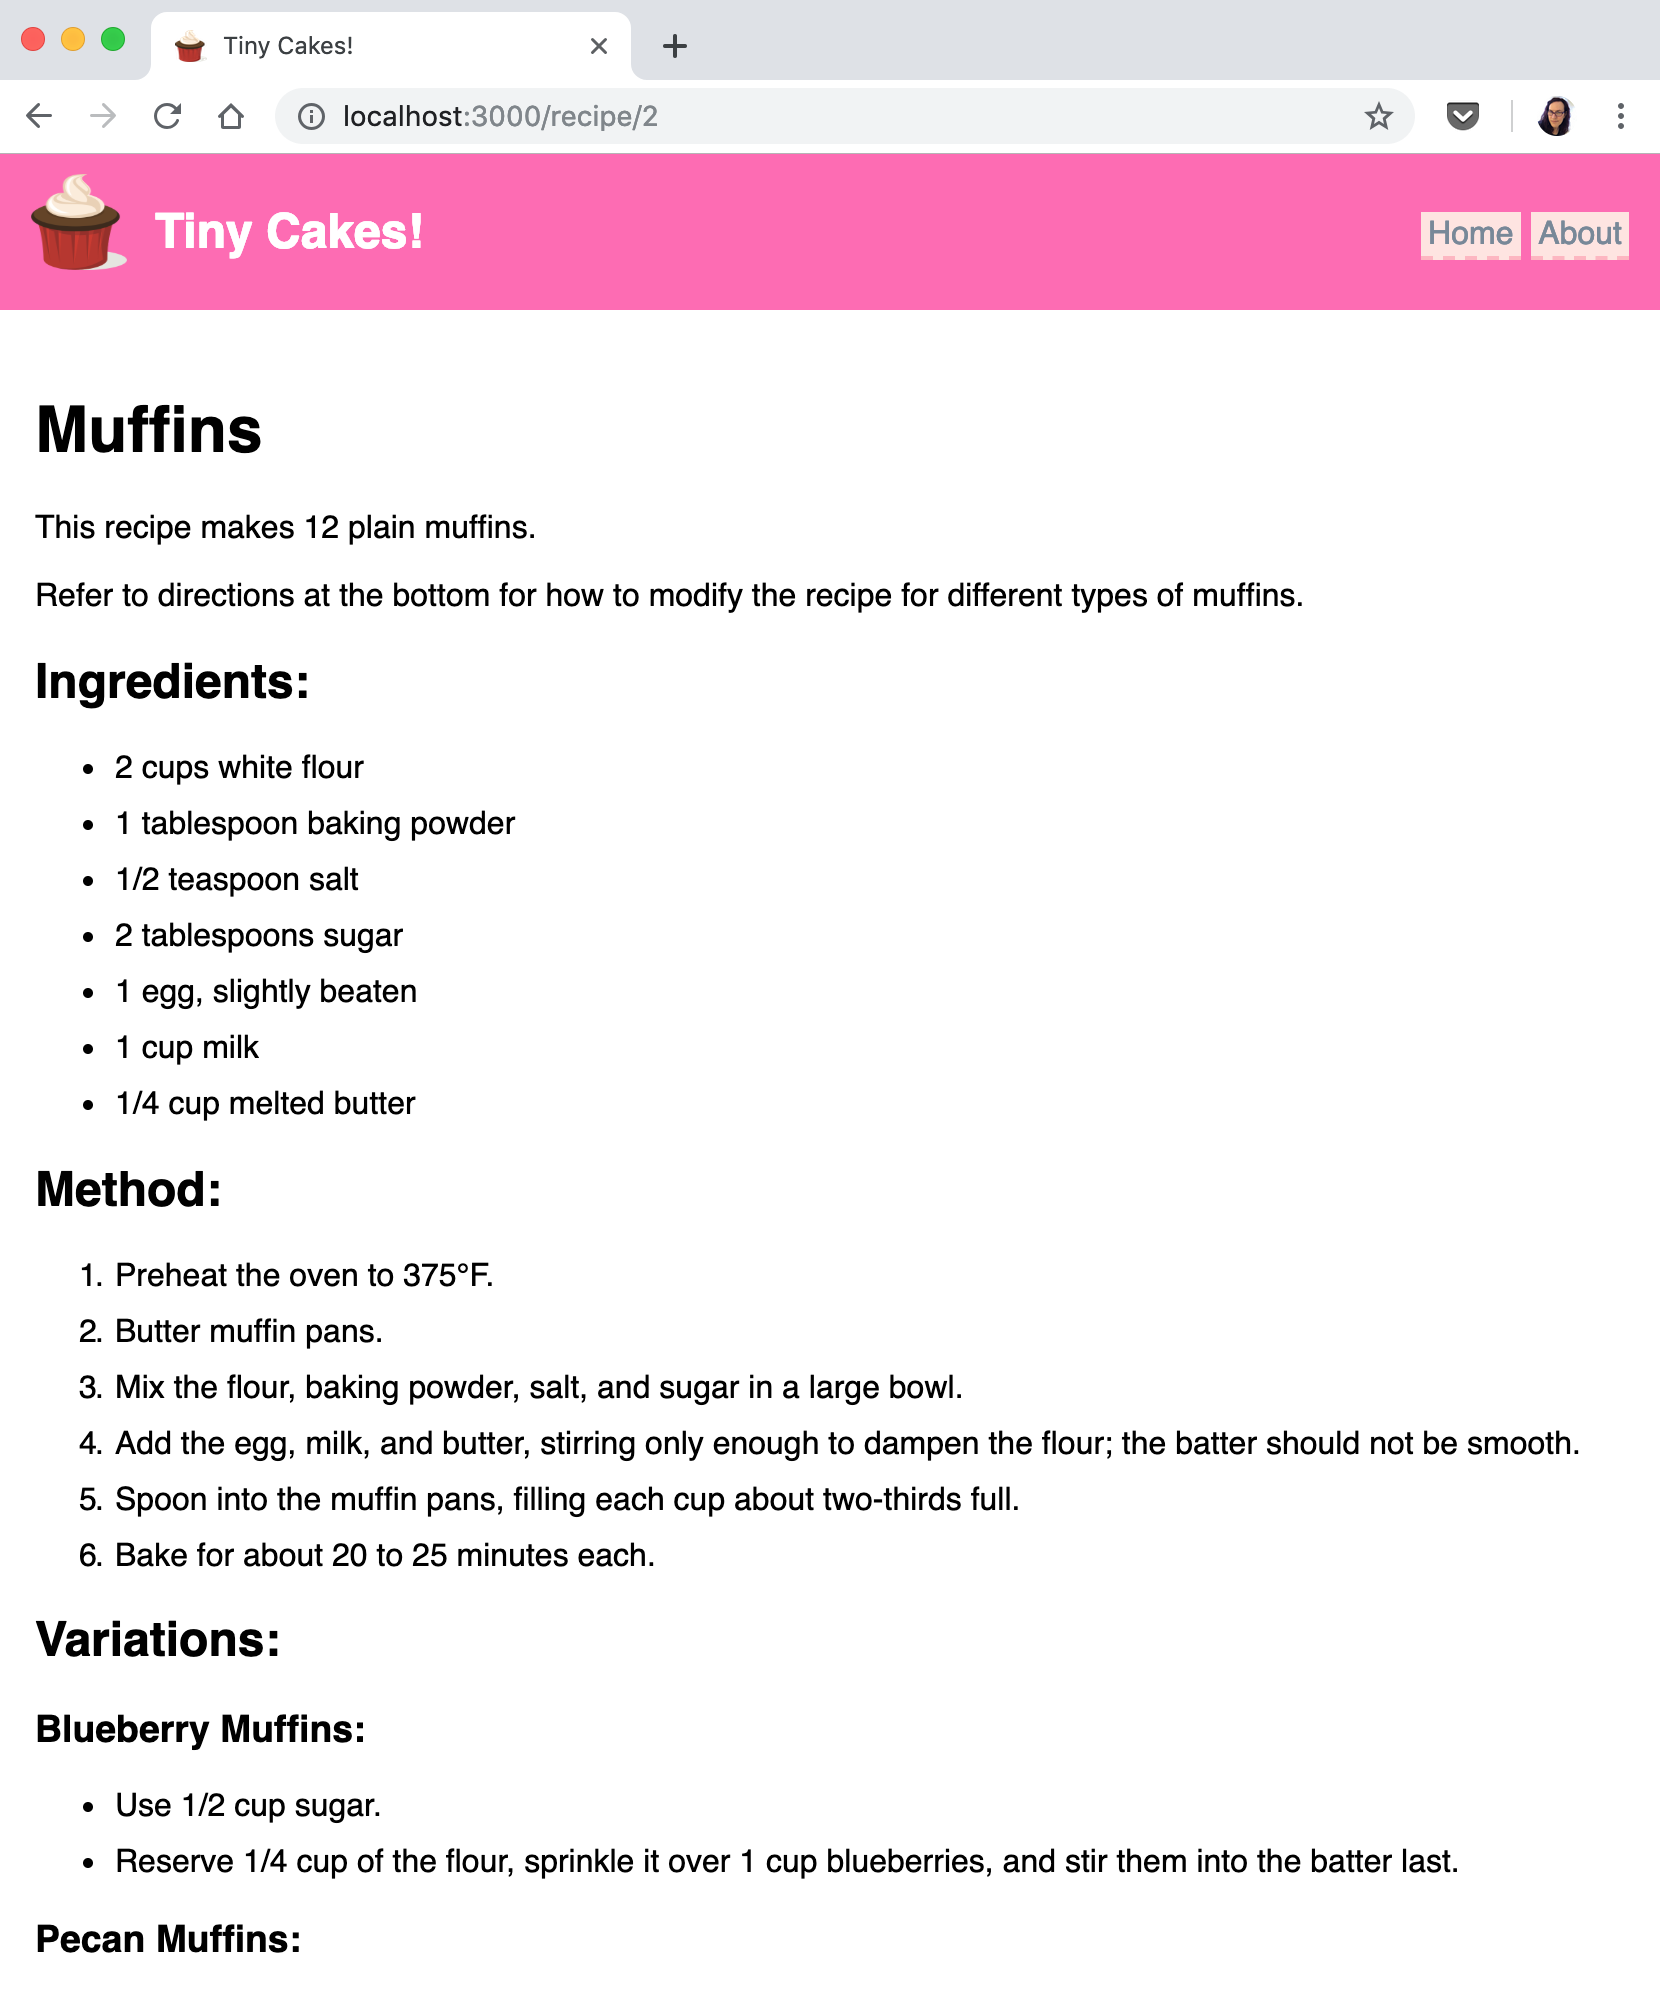 Tiny Cakes!
localhost:3000/recipe/2
Tiny Cakes!
Home About
Muffins
This recipe makes 12 plain muffins.
Refer to directions at the bottom for how to modify the recipe for different types of muffins.
Ingredients:
• 2 cups white flour
• 1 tablespoon baking powder
• 1/2 teaspoon salt
• 2 tablespoons sugar
• 1 egg, slightly beaten
• 1 cup milk
• 1/4 cup melted butter
Method:
1. Preheat the oven to 375°F.
2. Butter muffin pans.
3. Mix the flour, baking powder, salt, and sugar in a large bowl.
4. Add the egg, milk, and butter, stirring only enough to dampen the flour; the batter should not be smooth.
5. Spoon into the muffin pans, filling each cup about two-thirds full.
6. Bake for about 20 to 25 minutes each.
Variations:
Blueberry Muffins:
• Use 1/2 cup sugar.
• Reserve 1/4 cup of the flour, sprinkle it over 1 cup blueberries, and stir them into the batter last.
Pecan Muffins: